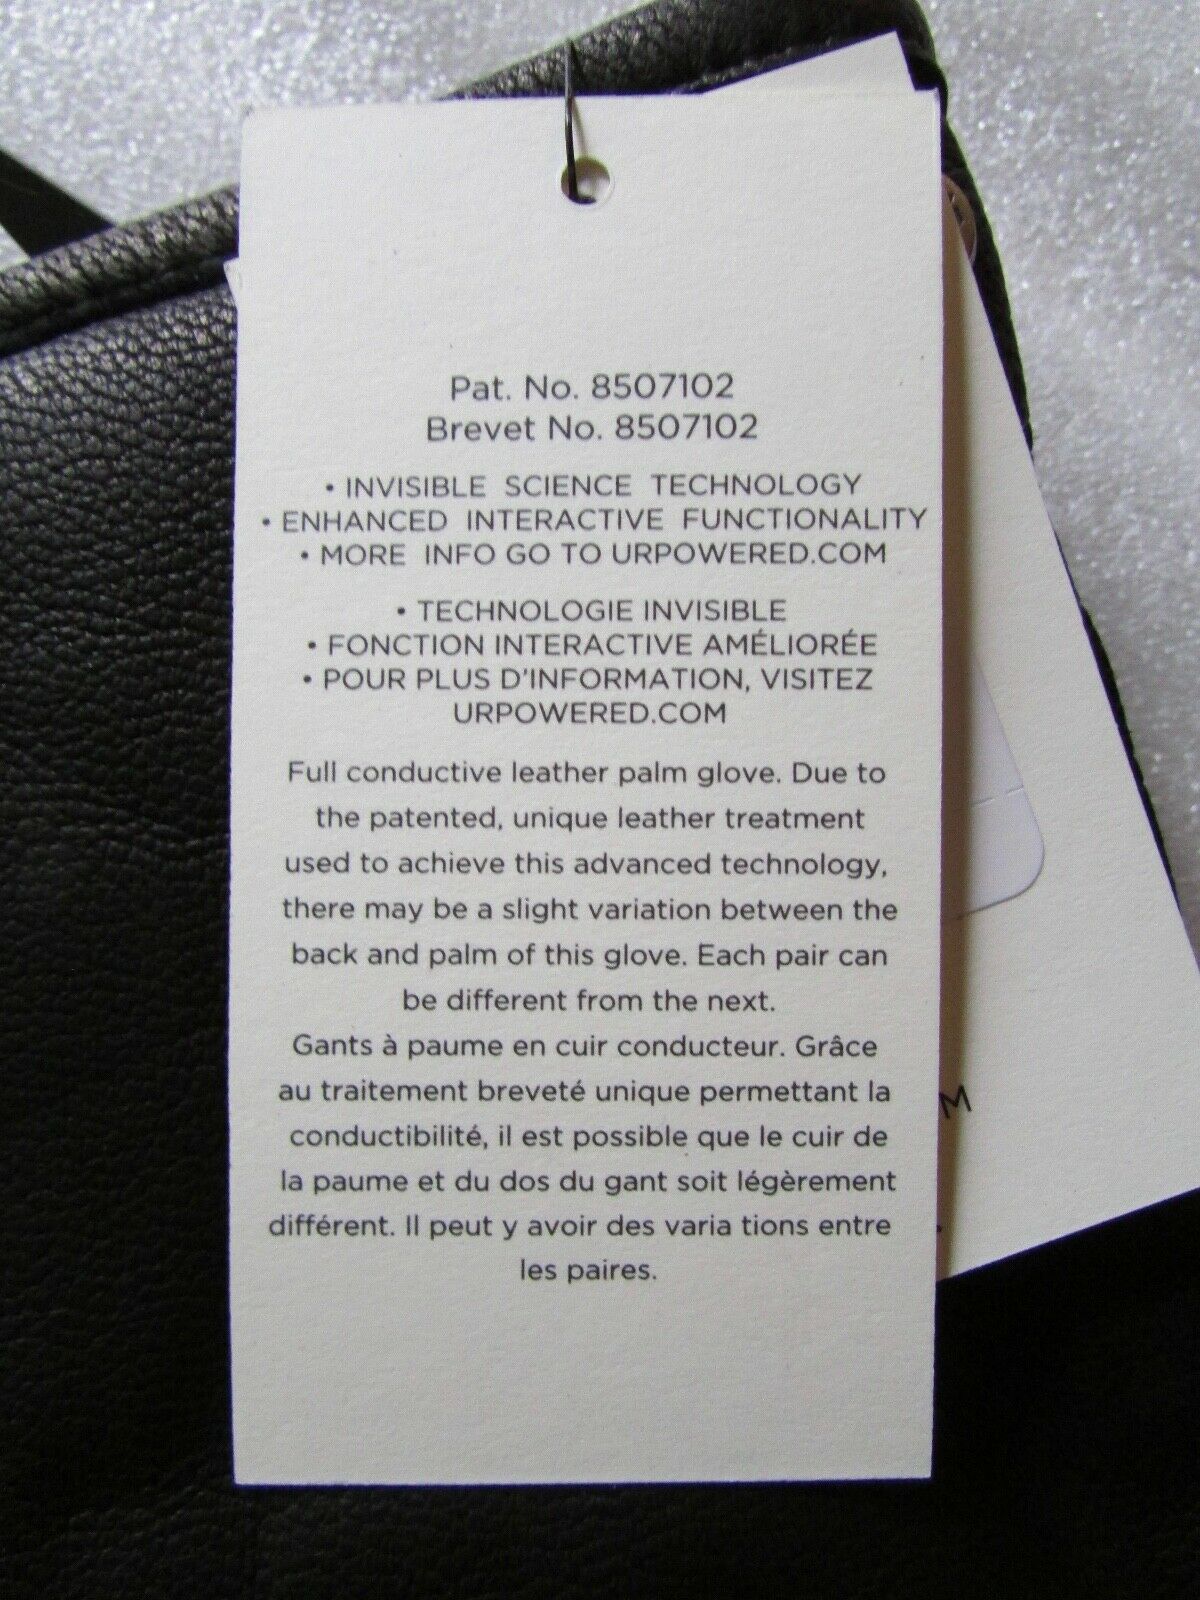 Pat. No. 8507102
Brevet No. 8507102
• INVISIBLE SCIENCE TECHNOLOGY
• ENHANCED INTERACTIVE FUNCTIONALITY
• MORE INFO GO TO URPOWERED.COM
• TECHNOLOGIE INVISIBLE
• FONCTION INTERACTIVE AMÉLIORÉE
• POUR PLUS D'INFORMATION, VISITEZ
URPOWERED.COM
Full conductive leather palm glove. Due to
the patented, unique leather treatment
used to achieve this advanced technology,
there may be a slight variation between the
back and palm of this glove. Each pair can
be different from the next.
Gants à paume en cuir conducteur. Grâce
au traitement breveté unique permettant la
conductibilité, il est possible que le cuir de
la paume et du dos du gant soit légèrement
différent. Il peut y avoir des varia tions entre
les paires.
M